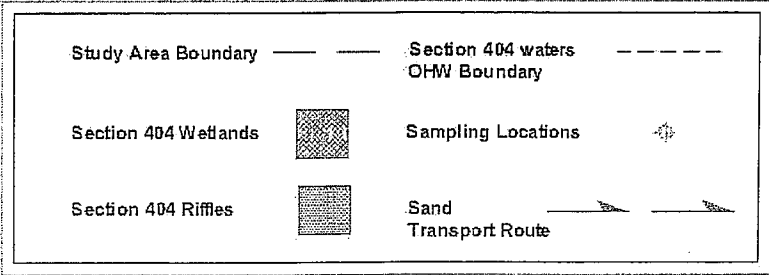 Study Area Boundary
Section 404 waters
OHW Boundary
Section 404 Wetlands
Sampling Locations
Section 404 Riffles
Sand
Transport Route